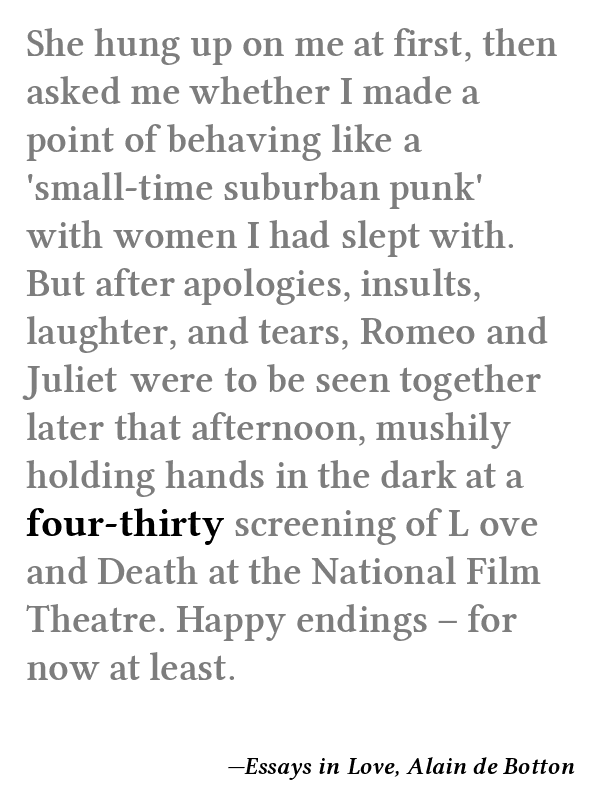 She hung up on me at first, then
asked me whether I made a
point of behaving like a
'small-time suburban punk'
with women I had slept with.
But after apologies, insults,
laughter, and tears, Romeo and
Juliet were to be seen together
later that afternoon, mushily
holding hands in the dark at a
four-thirty screening of L ove
and Death at the National Film
Theatre. Happy endings – for
now at least.
—Essays in Love, Alain de Botton